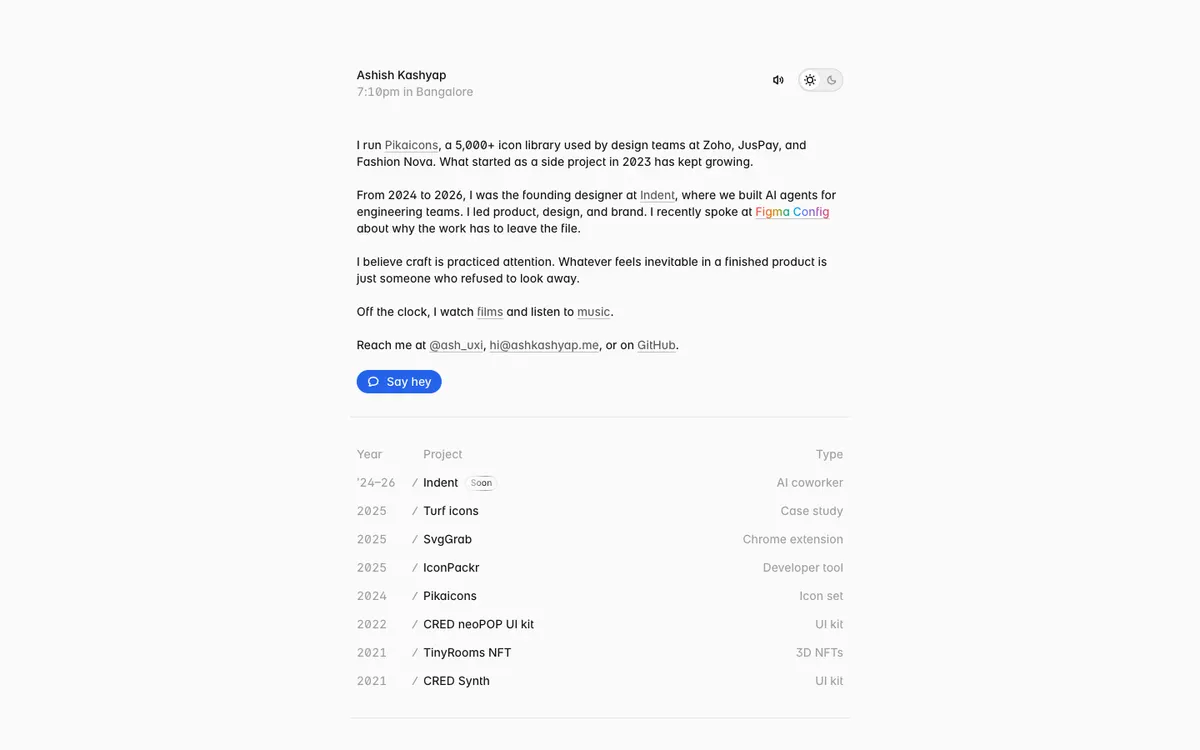 Ashish Kashyap
7:10pm in Bangalore
I run Pikaicons, a 5,000+ icon library used by design teams at Zoho, JusPay, and
Fashion Nova. What started as a side project in 2023 has kept growing.
From 2024 to 2026, I was the founding designer at Indent, where we built AI agents for
engineering teams. I led product, design, and brand. I recently spoke at Figma Config
about why the work has to leave the file.
I believe craft is practiced attention. Whatever feels inevitable in a finished product is
just someone who refused to look away.
Off the clock, I watch films and listen to music.
Reach me at @ash_uxi, hi@ashkashyap.me, or on GitHub.
Say hey
Year Project Type
'24–26 / Indent Soon AI coworker
2025 / Turf icons Case study
2025 / SvgGrab Chrome extension
2025 / IconPackr Developer tool
2024 / Pikaicons Icon set
2022 / CRED neoPOP UI kit UI kit
2021 / TinyRooms NFT 3D NFTs
2021 / CRED Synth UI kit